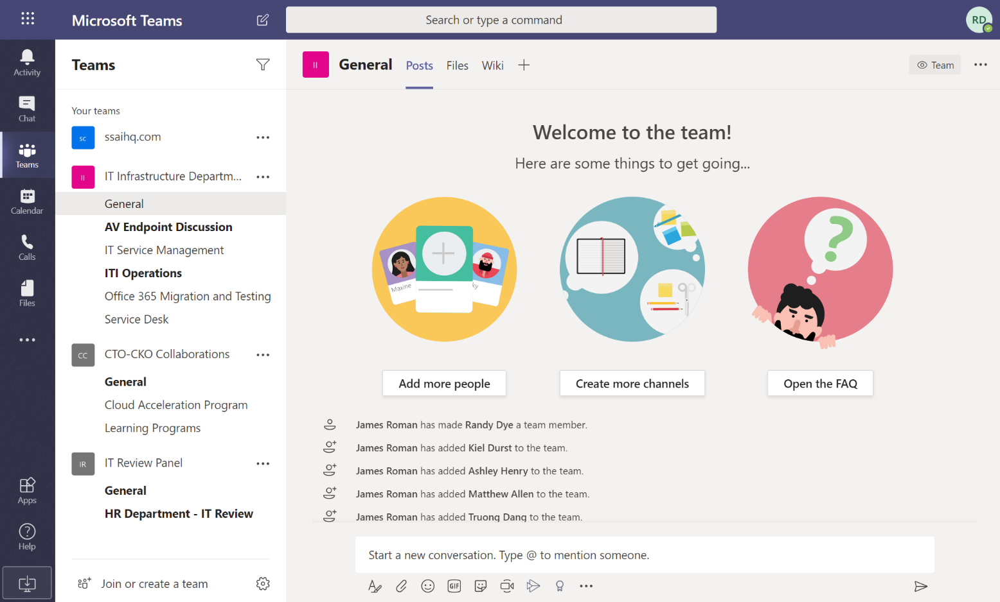 Microsoft Teams
Search or type a command
RD
Activity
Chat
Teams
Calendar
Calls
Files
Apps
Help
Teams
Your teams
sc
ssaihq.com
II
IT Infrastructure Departm...
General
AV Endpoint Discussion
IT Service Management
ITI Operations
Office 365 Migration and Testing
Service Desk
CC
CTO-CKO Collaborations
General
Cloud Acceleration Program
Learning Programs
IR
IT Review Panel
General
HR Department - IT Review
Join or create a team
II
General
Posts
Files
Wiki
Team
Welcome to the team!
Here are some things to get going...
Maxine
ky
?
Add more people
Create more channels
Open the FAQ
James Roman has made Randy Dye a team member.
James Roman has added Kiel Durst to the team.
James Roman has added Ashley Henry to the team.
James Roman has added Matthew Allen to the team.
James Roman has added Truong Dang to the team.
Start a new conversation. Type @ to mention someone.
GIF